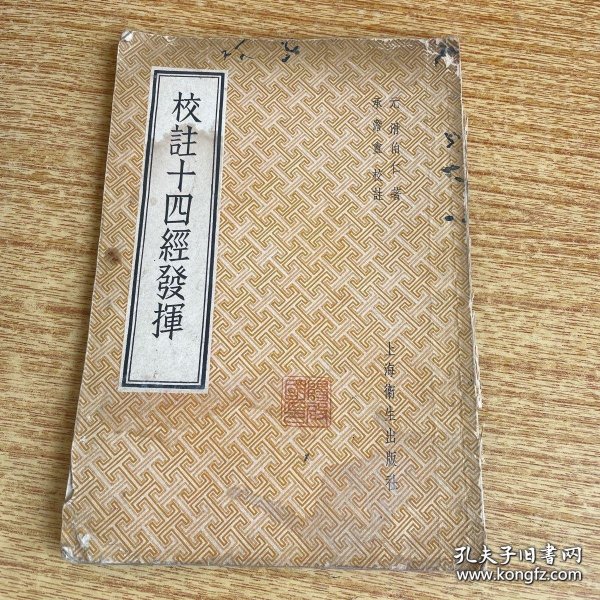 校註十四經發揮
元 滑伯仁 著
承澹盦 校註
上海衛生出版社
孔夫子旧书网
www.kongfz.com